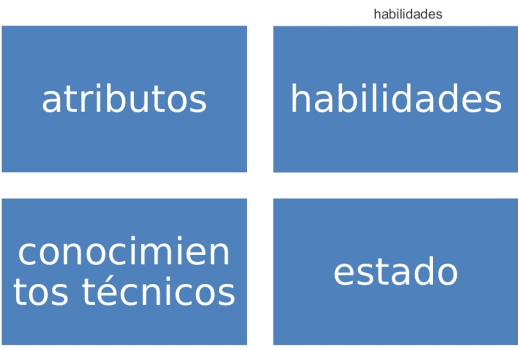 habilidades
atributos
habilidades
conocimien
tos técnicos
estado